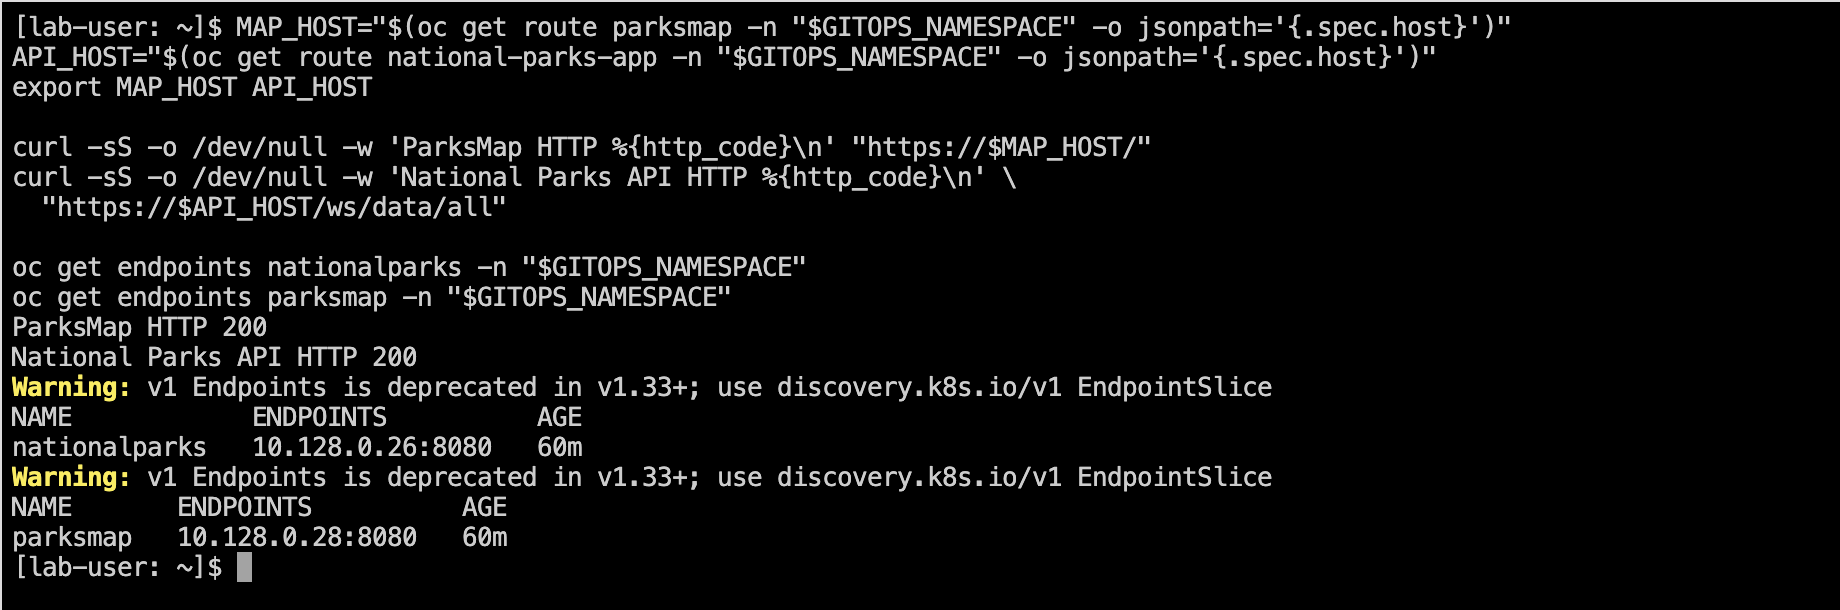 [lab-user: ~]$ MAP_HOST="$(oc get route parksmap -n "$GITOPS_NAMESPACE" -o jsonpath='{.spec.host}')"
API_HOST="$(oc get route national-parks-app -n "$GITOPS_NAMESPACE" -o jsonpath='{.spec.host}')"
export MAP_HOST API_HOST

curl -sS -o /dev/null -w 'ParksMap HTTP %{http_code}\n' "https://$MAP_HOST/"
curl -sS -o /dev/null -w 'National Parks API HTTP %{http_code}\n' \
  "https://$API_HOST/ws/data/all"

oc get endpoints nationalparks -n "$GITOPS_NAMESPACE"
oc get endpoints parksmap -n "$GITOPS_NAMESPACE"
ParksMap HTTP 200
National Parks API HTTP 200
Warning: v1 Endpoints is deprecated in v1.33+; use discovery.k8s.io/v1 EndpointSlice
NAME            ENDPOINTS          AGE
nationalparks   10.128.0.26:8080   60m
Warning: v1 Endpoints is deprecated in v1.33+; use discovery.k8s.io/v1 EndpointSlice
NAME       ENDPOINTS          AGE
parksmap   10.128.0.28:8080   60m
[lab-user: ~]$